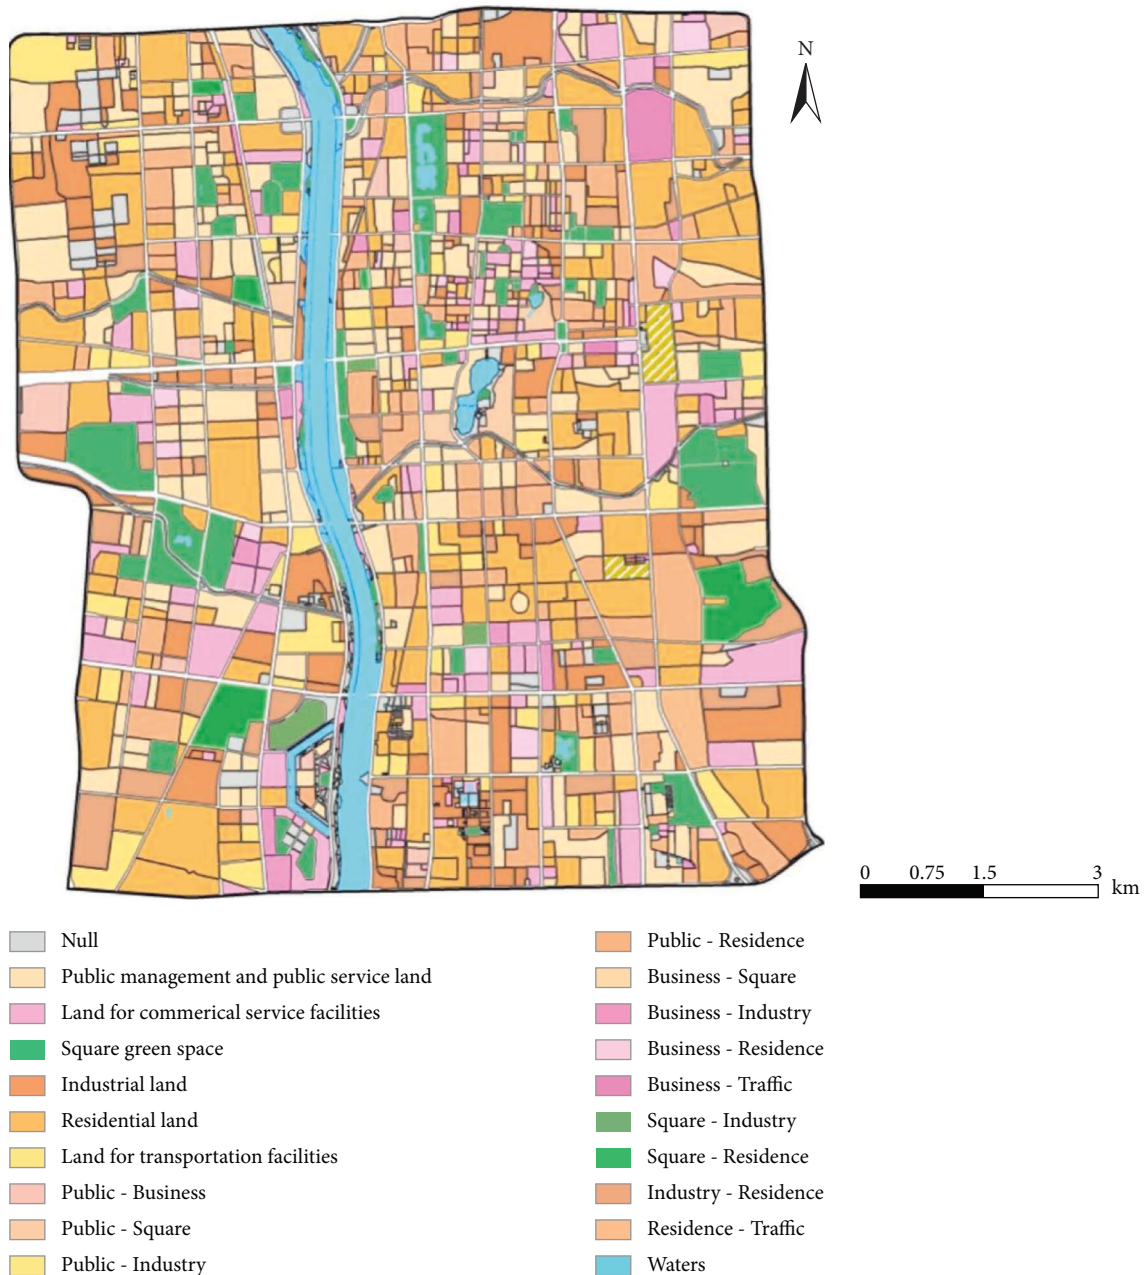 N
0 0.75 1.5 3
km
Null
Public management and public service land
Land for commerical service facilities
Square green space
Industrial land
Residential land
Land for transportation facilities
Public - Business
Public - Square
Public - Industry
Public - Residence
Business - Square
Business - Industry
Business - Residence
Business - Traffic
Square - Industry
Square - Residence
Industry - Residence
Residence - Traffic
Waters